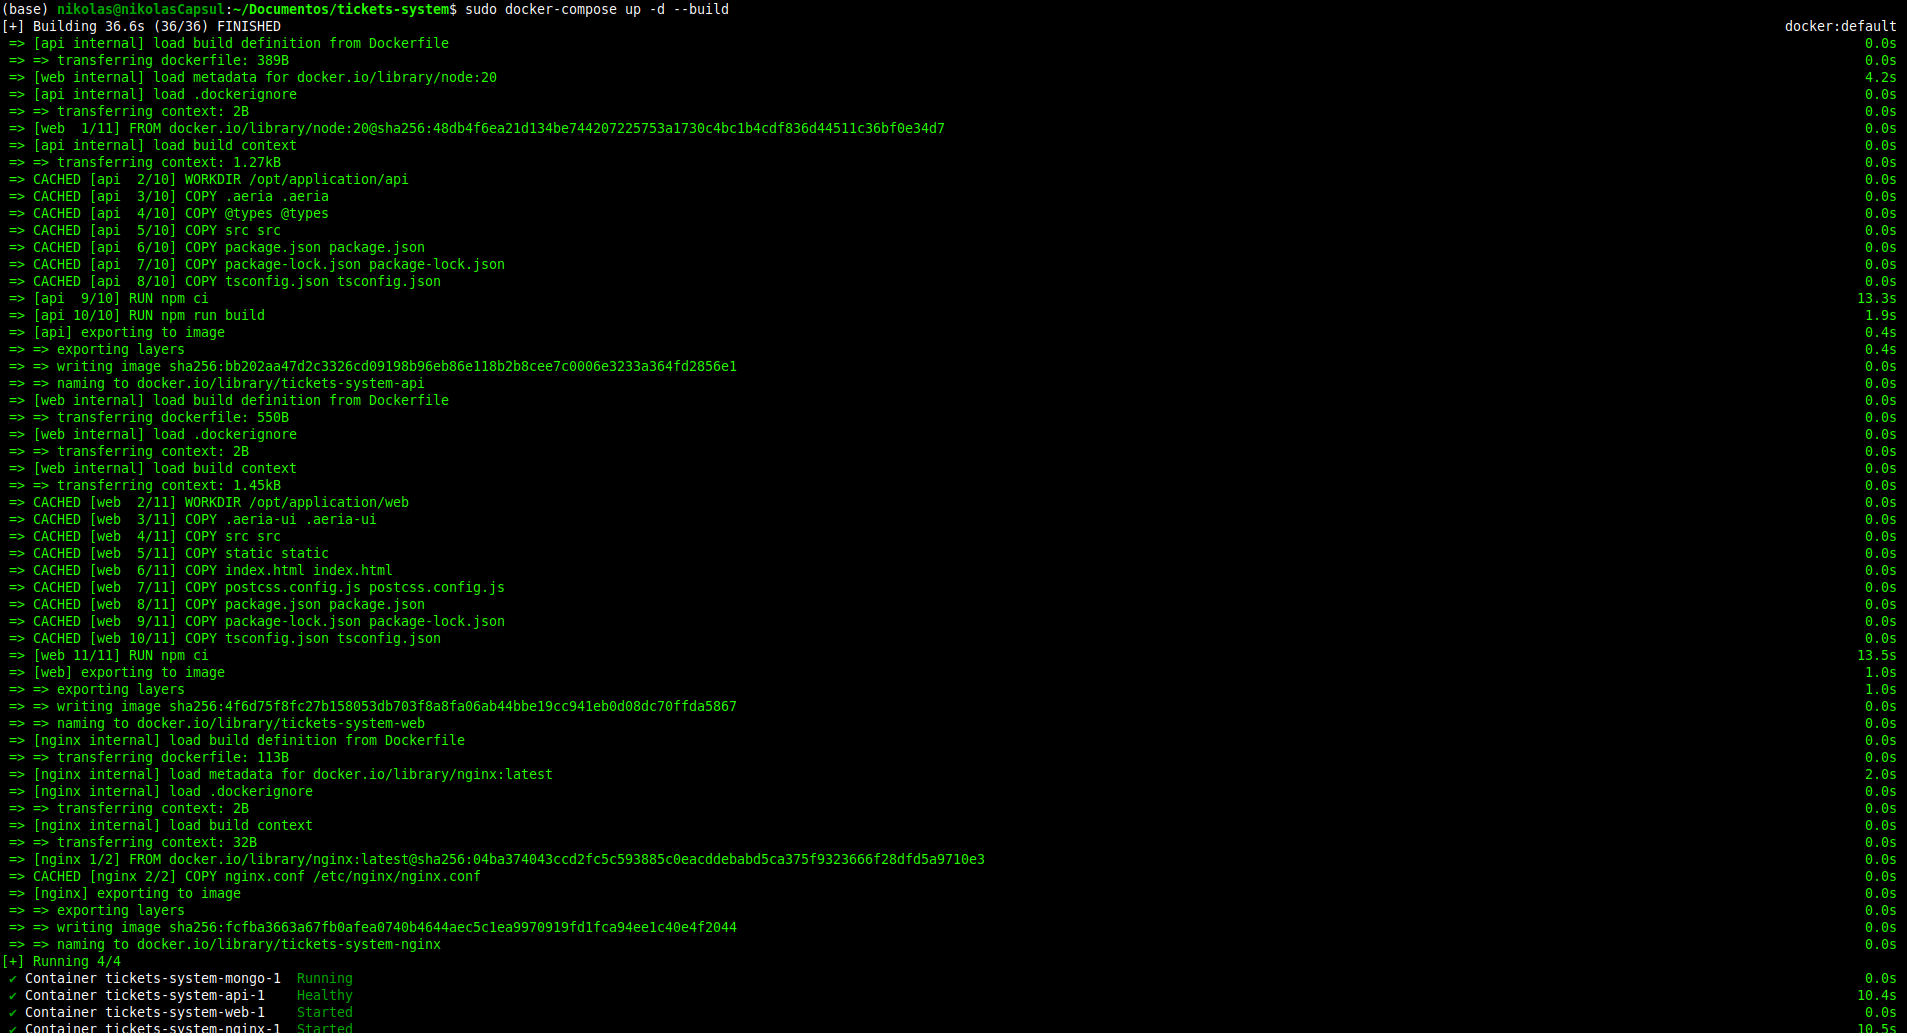 (base) nikolas@nikolasCapsul:~/Documentos/tickets-system$ sudo docker-compose up -d --build
[+] Building 36.6s (36/36) FINISHED docker:default
=> [api internal] load build definition from Dockerfile 0.0s
=> => transferring dockerfile: 389B 0.0s
=> [web internal] load metadata for docker.io/library/node:20 4.2s
=> [api internal] load .dockerignore 0.0s
=> => transferring context: 2B 0.0s
=> [web  1/11] FROM docker.io/library/node:20@sha256:48db4f6ea21d134be744207225753a1730c4bc1b4cdf836d44511c36bf0e34d7 0.0s
=> [api internal] load build context 0.0s
=> => transferring context: 1.27kB 0.0s
=> CACHED [api  2/10] WORKDIR /opt/application/api 0.0s
=> CACHED [api  3/10] COPY .aeria .aeria 0.0s
=> CACHED [api  4/10] COPY @types @types 0.0s
=> CACHED [api  5/10] COPY src src 0.0s
=> CACHED [api  6/10] COPY package.json package.json 0.0s
=> CACHED [api  7/10] COPY package-lock.json package-lock.json 0.0s
=> CACHED [api  8/10] COPY tsconfig.json tsconfig.json 0.0s
=> [api  9/10] RUN npm ci 13.3s
=> [api 10/10] RUN npm run build 1.9s
=> [api] exporting to image 0.4s
=> => exporting layers 0.4s
=> => writing image sha256:bb202aa47d2c3326cd09198b96eb86e118b2b8cee7c0006e3233a364fd2856e1 0.0s
=> => naming to docker.io/library/tickets-system-api 0.0s
=> [web internal] load build definition from Dockerfile 0.0s
=> => transferring dockerfile: 550B 0.0s
=> [web internal] load .dockerignore 0.0s
=> => transferring context: 2B 0.0s
=> [web internal] load build context 0.0s
=> => transferring context: 1.45kB 0.0s
=> CACHED [web  2/11] WORKDIR /opt/application/web 0.0s
=> CACHED [web  3/11] COPY .aeria-ui .aeria-ui 0.0s
=> CACHED [web  4/11] COPY src src 0.0s
=> CACHED [web  5/11] COPY static static 0.0s
=> CACHED [web  6/11] COPY index.html index.html 0.0s
=> CACHED [web  7/11] COPY postcss.config.js postcss.config.js 0.0s
=> CACHED [web  8/11] COPY package.json package.json 0.0s
=> CACHED [web  9/11] COPY package-lock.json package-lock.json 0.0s
=> CACHED [web 10/11] COPY tsconfig.json tsconfig.json 0.0s
=> [web 11/11] RUN npm ci 13.5s
=> [web] exporting to image 1.0s
=> => exporting layers 1.0s
=> => writing image sha256:4f6d75f8fc27b158053db703f8a8fa06ab44bbe19cc941eb0d08dc70ffda5867 0.0s
=> => naming to docker.io/library/tickets-system-web 0.0s
=> [nginx internal] load build definition from Dockerfile 0.0s
=> => transferring dockerfile: 113B 0.0s
=> [nginx internal] load metadata for docker.io/library/nginx:latest 2.0s
=> [nginx internal] load .dockerignore 0.0s
=> => transferring context: 2B 0.0s
=> [nginx internal] load build context 0.0s
=> => transferring context: 32B 0.0s
=> [nginx 1/2] FROM docker.io/library/nginx:latest@sha256:04ba374043ccd2fc5c593885c0eacddebabd5ca375f9323666f28dfd5a9710e3 0.0s
=> CACHED [nginx 2/2] COPY nginx.conf /etc/nginx/nginx.conf 0.0s
=> [nginx] exporting to image 0.0s
=> => exporting layers 0.0s
=> => writing image sha256:fcfba3663a67fb0afea0740b4644aec5c1ea9970919fd1fca94ee1c40e4f2044 0.0s
=> => naming to docker.io/library/tickets-system-nginx 0.0s
[+] Running 4/4
✔ Container tickets-system-mongo-1  Running 0.0s
✔ Container tickets-system-api-1    Healthy 10.4s
✔ Container tickets-system-web-1    Started 0.0s
✔ Container tickets-system-nginx-1  Started 10.5s